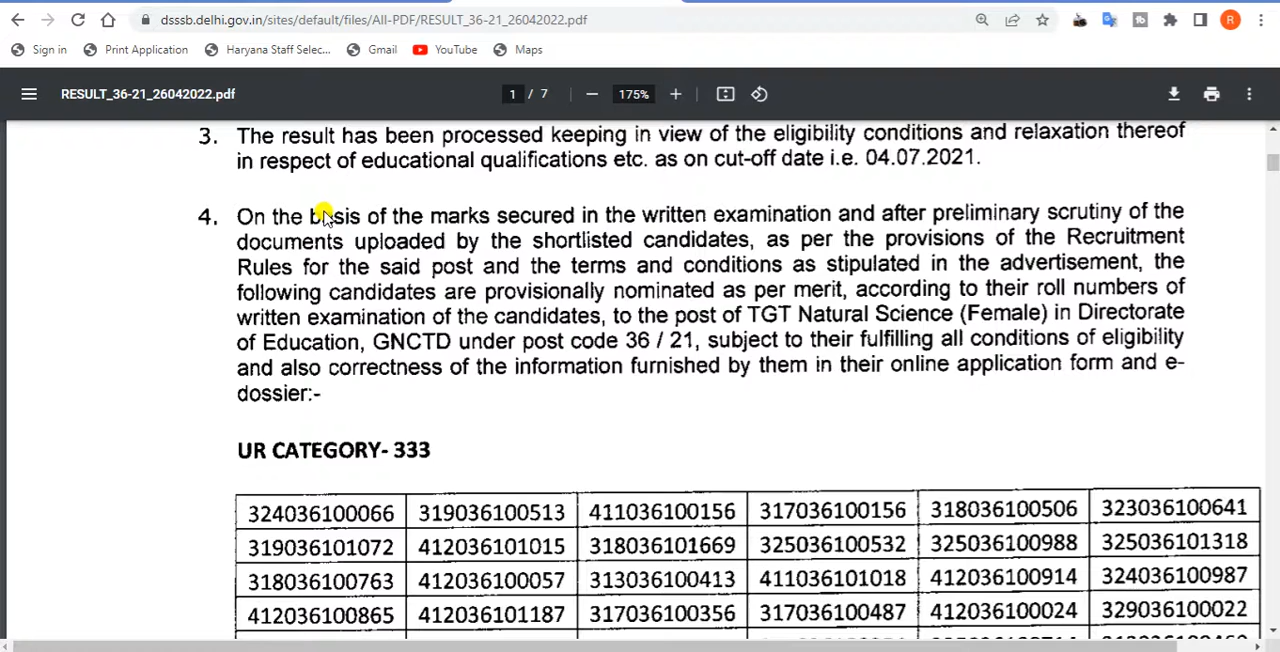 dsssb.delhi.gov.in/sites/default/files/All-PDF/RESULT_36-21_26042022.pdf
R
Sign in Print Application Haryana Staff Selec... Gmail YouTube Maps
RESULT_36-21_26042022.pdf 1 / 7 175%
3. The result has been processed keeping in view of the eligibility conditions and relaxation thereof
in respect of educational qualifications etc. as on cut-off date i.e. 04.07.2021.
4. On the basis of the marks secured in the written examination and after preliminary scrutiny of the
documents uploaded by the shortlisted candidates, as per the provisions of the Recruitment
Rules for the said post and the terms and conditions as stipulated in the advertisement, the
following candidates are provisionally nominated as per merit, according to their roll numbers of
written examination of the candidates, to the post of TGT Natural Science (Female) in Directorate
of Education, GNCTD under post code 36 / 21, subject to their fulfilling all conditions of eligibility
and also correctness of the information furnished by them in their online application form and e-
dossier:-
UR CATEGORY- 333
324036100066 319036100513 411036100156 317036100156 318036100506 323036100641
319036101072 412036101015 318036101669 325036100532 325036100988 325036101318
318036100763 412036100057 313036100413 411036101018 412036100914 324036100987
412036100865 412036101187 317036100356 317036100487 412036100024 329036100022